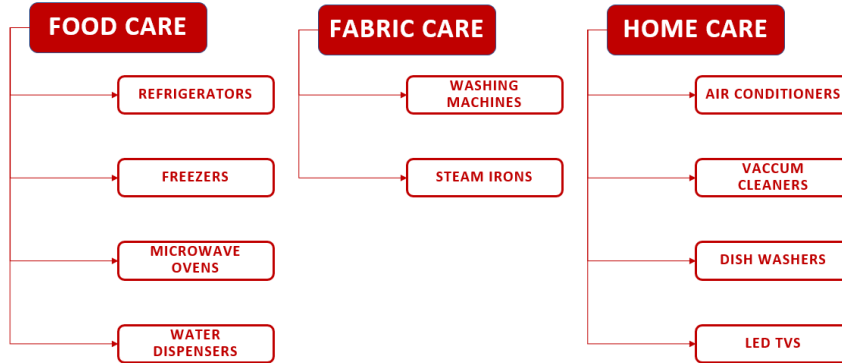 FOOD CARE
REFRIGERATORS
FREEZERS
MICROWAVE
OVENS
WATER
DISPENSERS
FABRIC CARE
WASHING
MACHINES
STEAM IRONS
HOME CARE
AIR CONDITIONERS
VACCUM
CLEANERS
DISH WASHERS
LED TVS